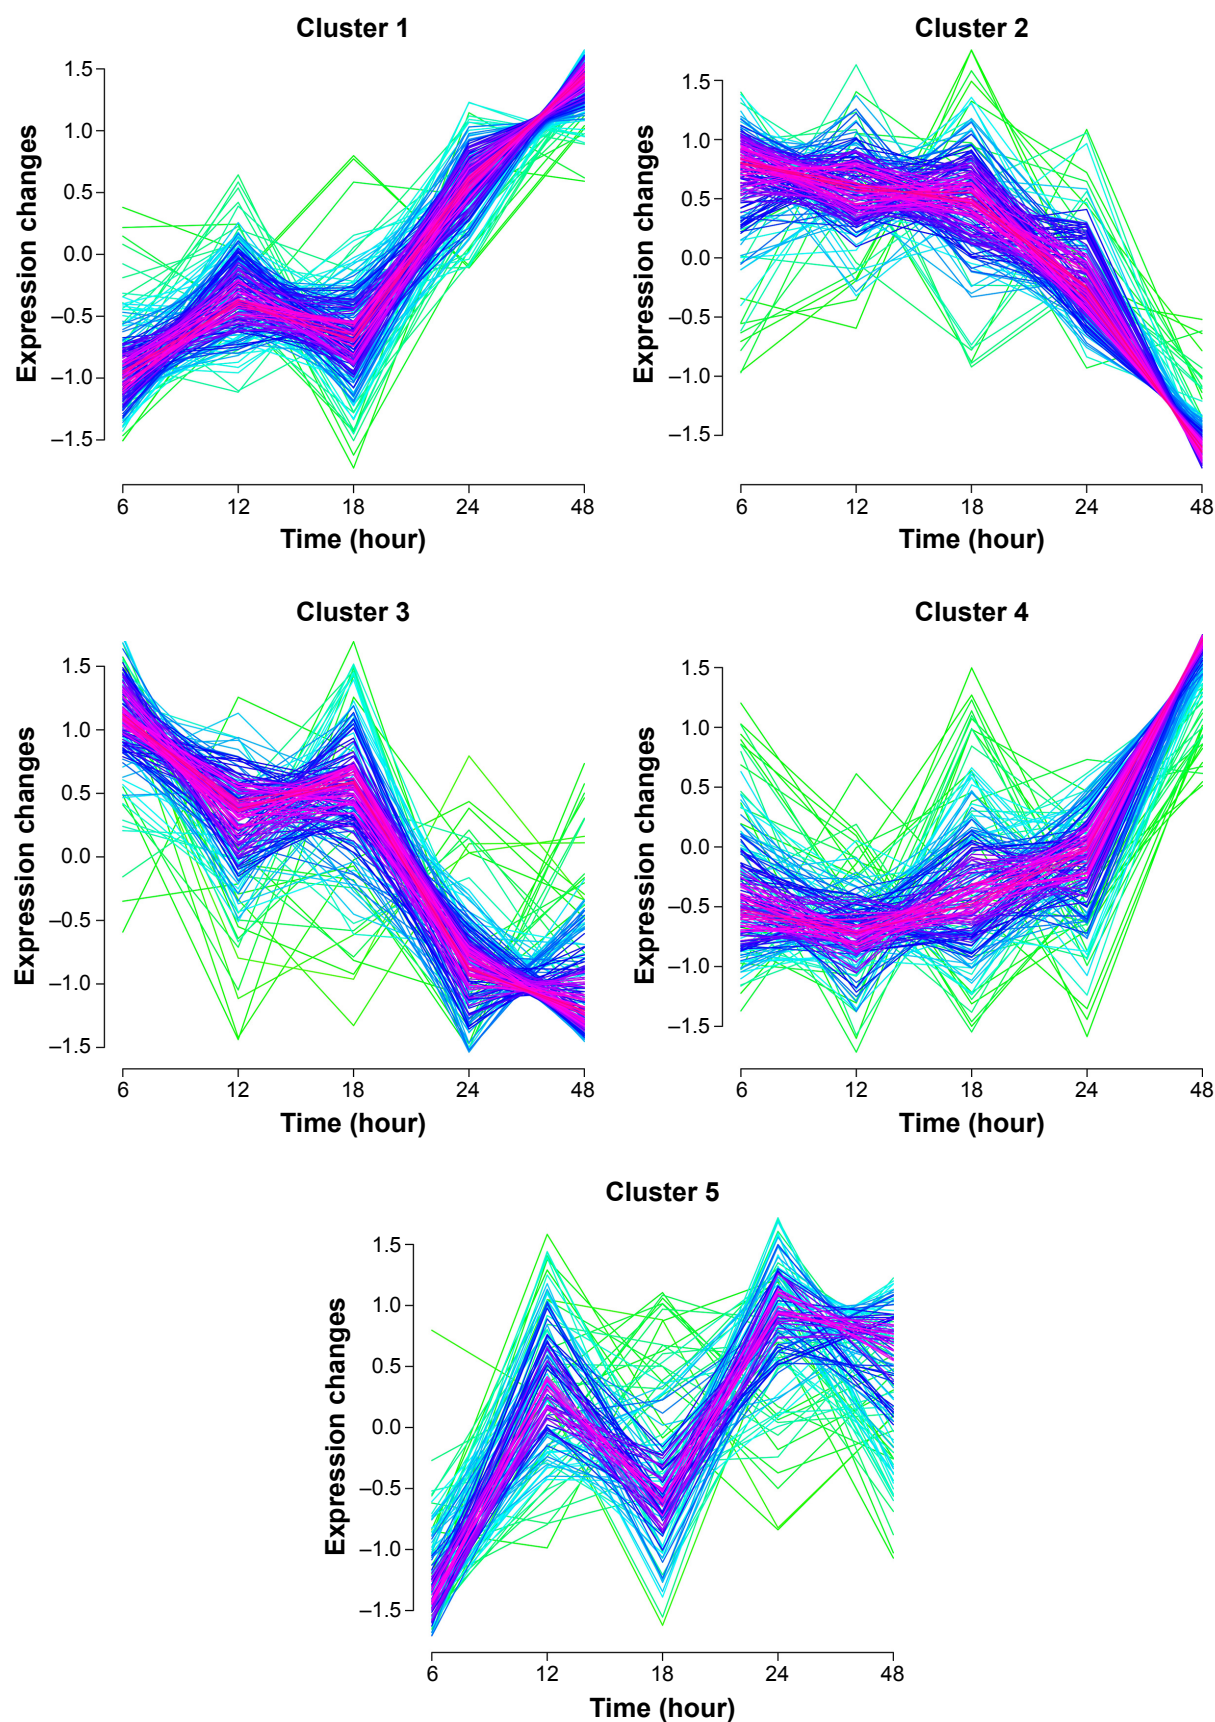 Cluster 1
Expression changes
1.5
1.0
0.5
0.0
–0.5
–1.0
–1.5
6 12 18 24 48
Time (hour)
Cluster 2
Expression changes
1.5
1.0
0.5
0.0
–0.5
–1.0
–1.5
6 12 18 24 48
Time (hour)
Cluster 3
Expression changes
1.5
1.0
0.5
0.0
–0.5
–1.0
–1.5
6 12 18 24 48
Time (hour)
Cluster 4
Expression changes
1.5
1.0
0.5
0.0
–0.5
–1.0
–1.5
6 12 18 24 48
Time (hour)
Cluster 5
Expression changes
1.5
1.0
0.5
0.0
–0.5
–1.0
–1.5
6 12 18 24 48
Time (hour)